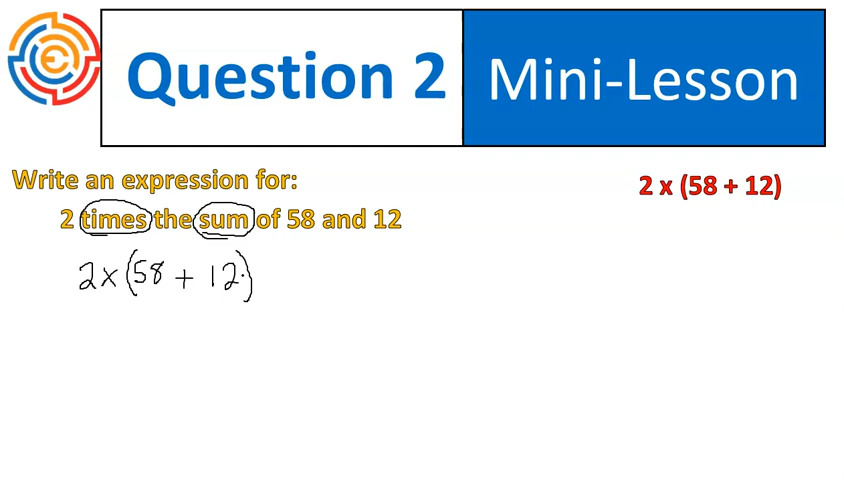 Question 2
Mini-Lesson
Write an expression for:
2 times the sum of 58 and 12
2 x (58 + 12)
2 x (58 + 12)